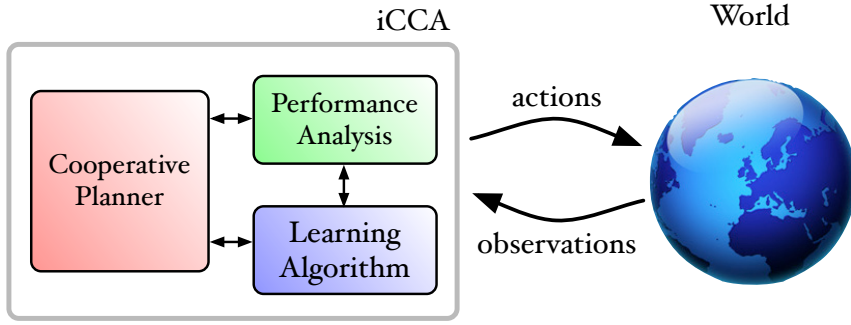 iCCA
World
Cooperative
Planner
Performance
Analysis
Learning
Algorithm
actions
observations